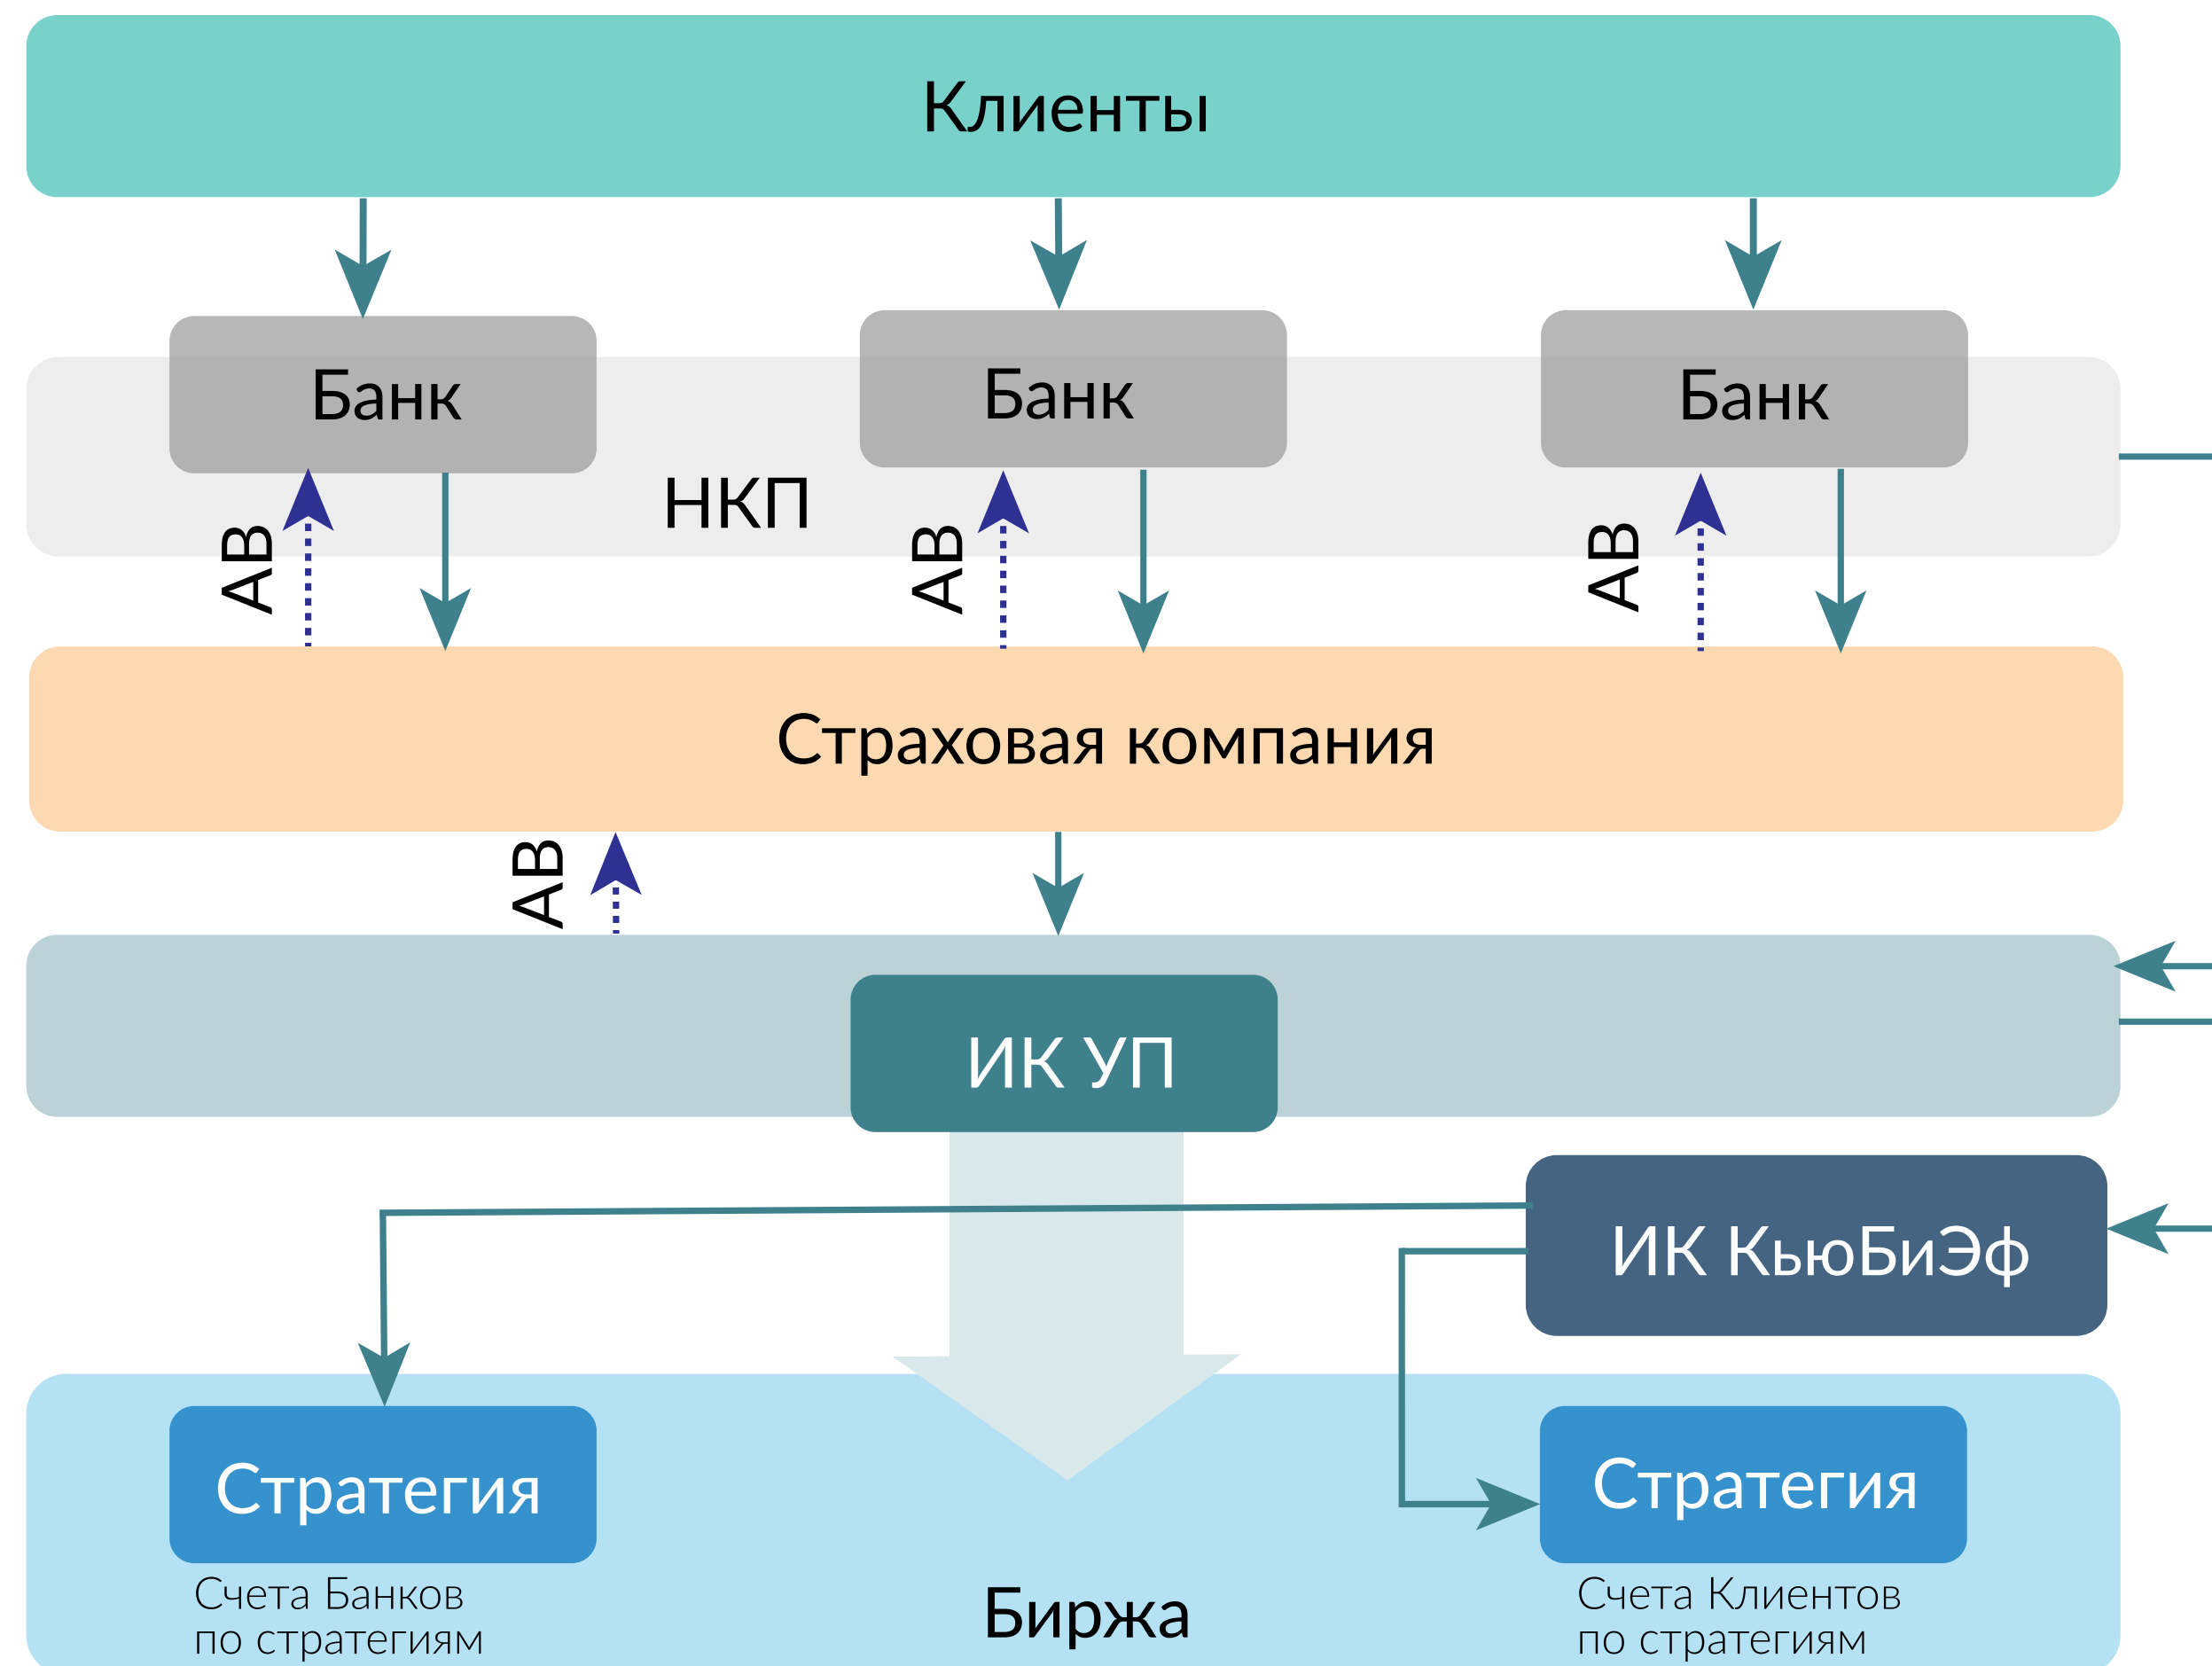 Клиенты
Банк
Банк
Банк
НКП
АВ
АВ
АВ
Страховая компания
АВ
ИК УП
ИК КьюБиЭф
Стратегия
Стратегия
Счета Банков
по стратегиям
Биржа
Счета Клиентов
по стратегиям